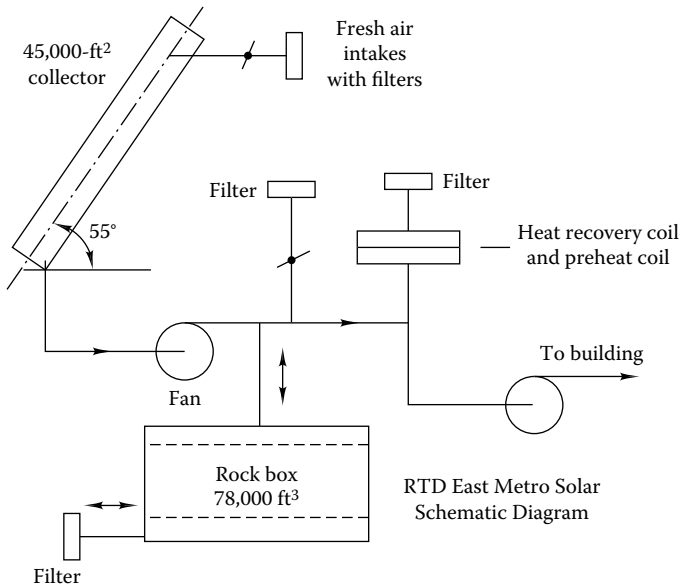 45,000-ft²
collector
Fresh air
intakes
with filters
55°
Filter
Filter
Heat recovery coil
and preheat coil
Fan
To building
Rock box
78,000 ft³
RTD East Metro Solar
Schematic Diagram
Filter